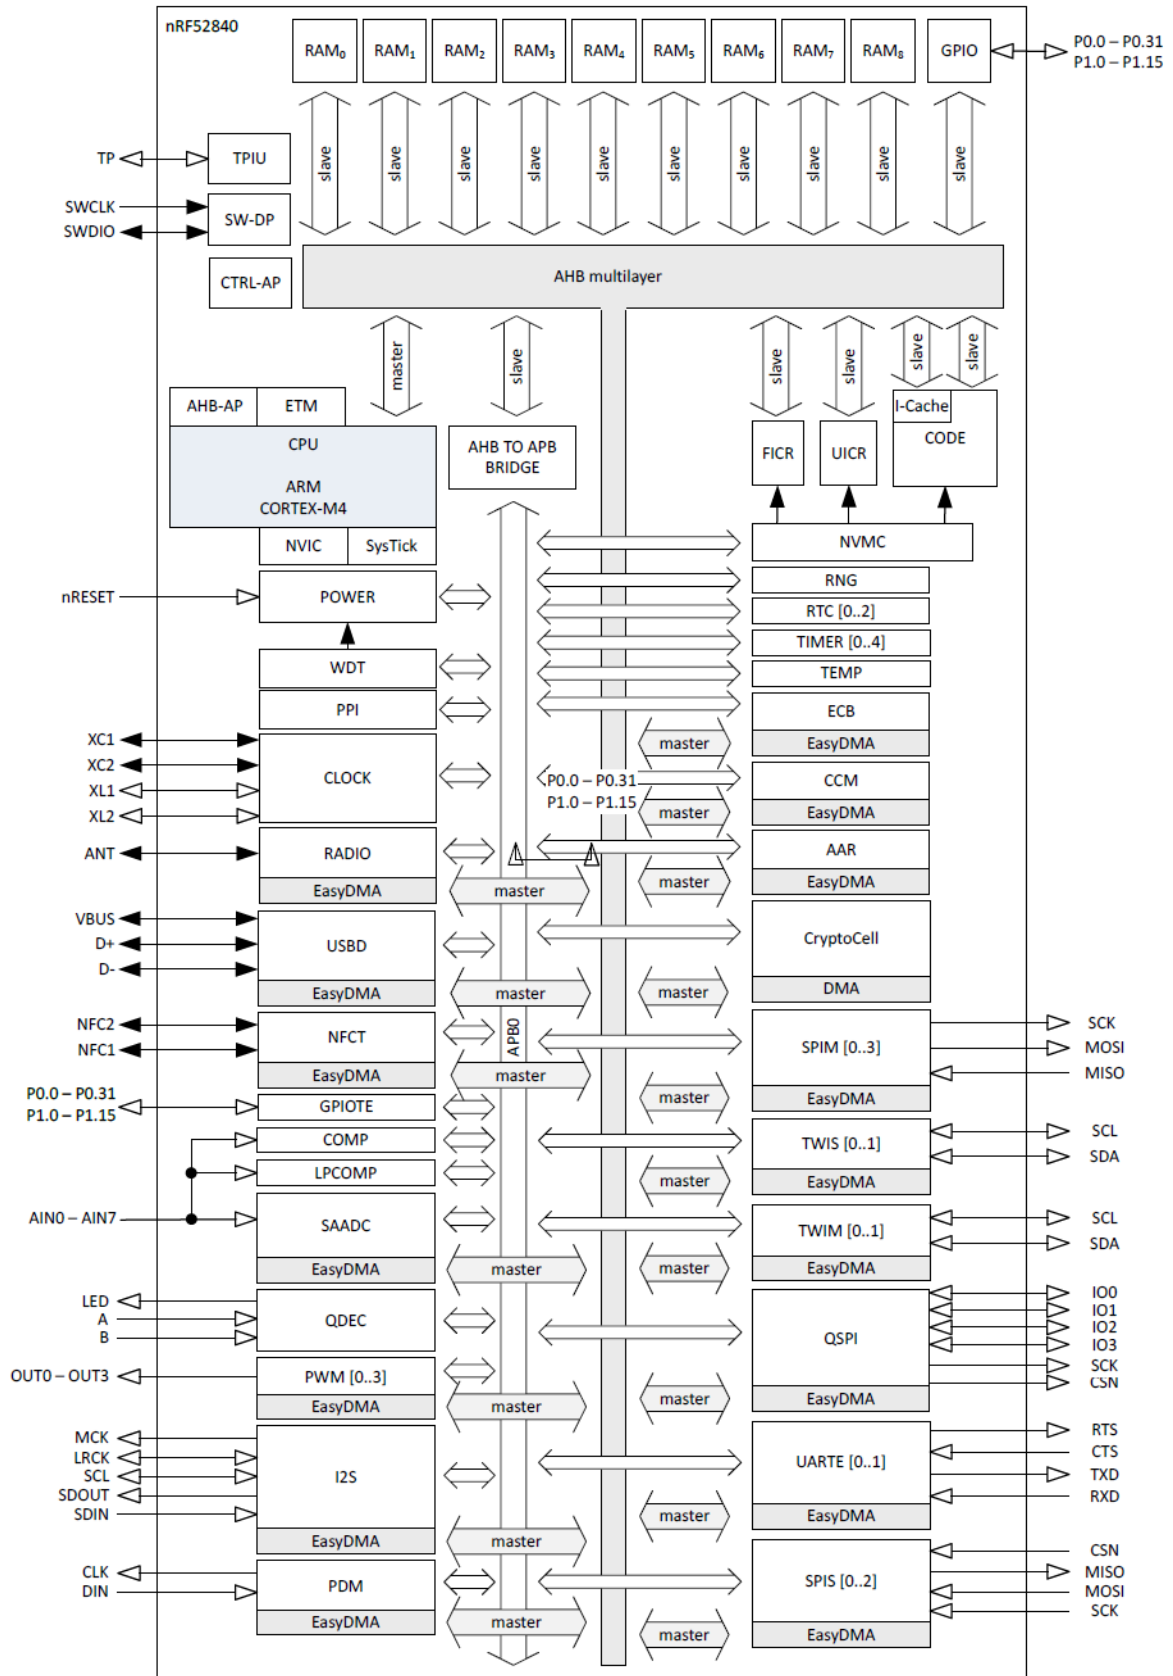 nRF52840
RAM0 RAM1 RAM2 RAM3 RAM4 RAM5 RAM6 RAM7 RAM8 GPIO
P0.0 – P0.31
P1.0 – P1.15
slave slave slave slave slave slave slave slave slave slave
TP TPIU
SWCLK
SWDIO
SW-DP
CTRL-AP
AHB multilayer
master slave slave slave slave slave
AHB-AP ETM
CPU
ARM
CORTEX-M4
NVIC SysTick
AHB TO APB
BRIDGE
FICR UICR
I-Cache
CODE
NVMC
nRESET POWER
RNG
RTC [0..2]
WDT
TIMER [0..4]
TEMP
PPI
ECB
master EasyDMA
XC1
XC2
XL1
XL2
CLOCK
P0.0 – P0.31
P1.0 – P1.15
CCM
master EasyDMA
ANT RADIO
EasyDMA master
AAR
master EasyDMA
VBUS
D+
D-
USBD
EasyDMA master
CryptoCell
master DMA
NFC2
NFC1
NFCT
EasyDMA master
APB0
SPIM [0..3]
master EasyDMA
SCK
MOSI
MISO
P0.0 – P0.31
P1.0 – P1.15
GPIOTE
COMP
LPCOMP
TWIS [0..1]
master EasyDMA
SCL
SDA
AIN0 – AIN7 SAADC
EasyDMA master
TWIM [0..1]
master EasyDMA
SCL
SDA
LED
A
B
QDEC
QSPI
master EasyDMA
IO0
IO1
IO2
IO3
SCK
CSN
OUT0 – OUT3 PWM [0..3]
EasyDMA master
MCK
LRCK
SCL
SDOUT
SDIN
I2S
EasyDMA master
UARTE [0..1]
master EasyDMA
RTS
CTS
TXD
RXD
CLK
DIN
PDM
EasyDMA master
SPIS [0..2]
master EasyDMA
CSN
MISO
MOSI
SCK